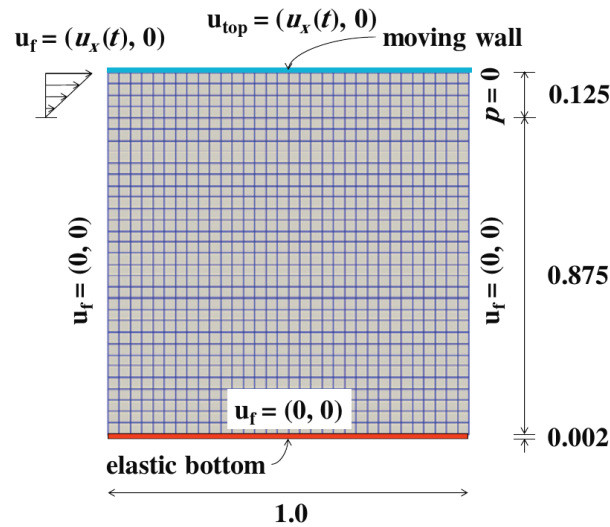 u_f = (u_x(t), 0)
u_top = (u_x(t), 0)
moving wall
p = 0
0.125
u_f = (0, 0)
u_f = (0, 0)
0.875
u_f = (0, 0)
0.002
elastic bottom
1.0